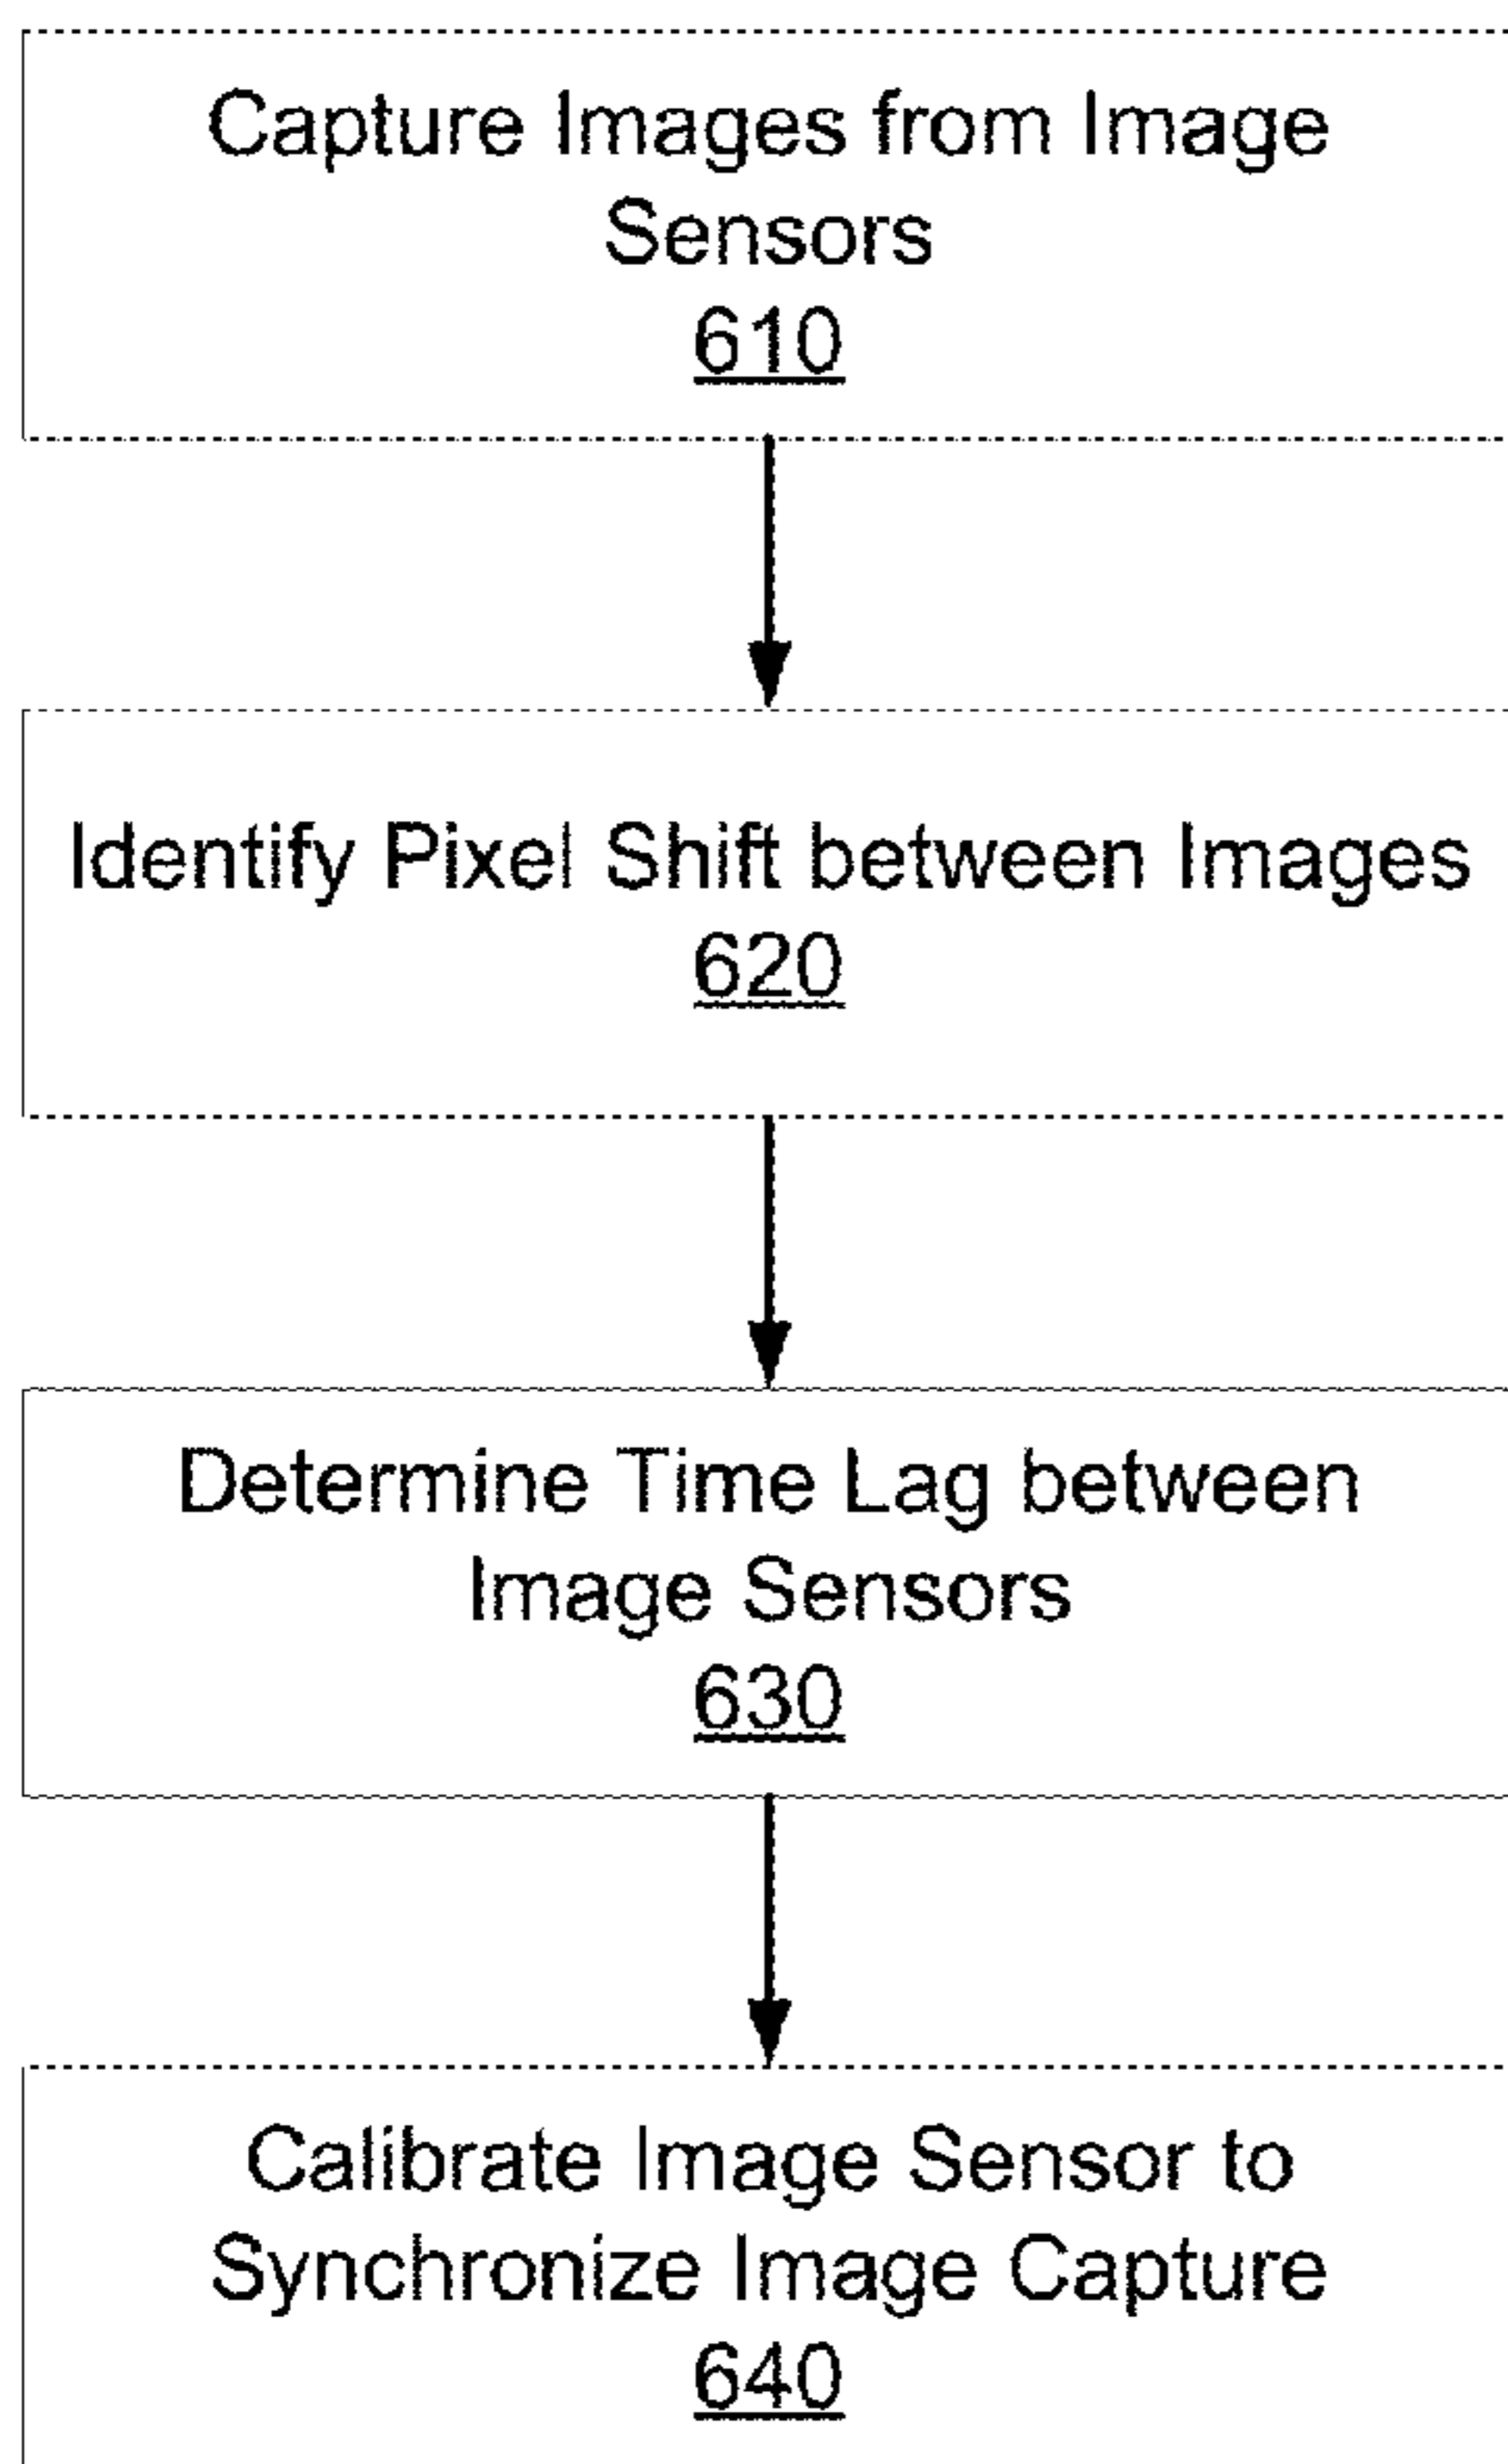 Capture Images from Image
Sensors
610
Identify Pixel Shift between Images
620
Determine Time Lag between
Image Sensors
630
Calibrate Image Sensor to
Synchronize Image Capture
640